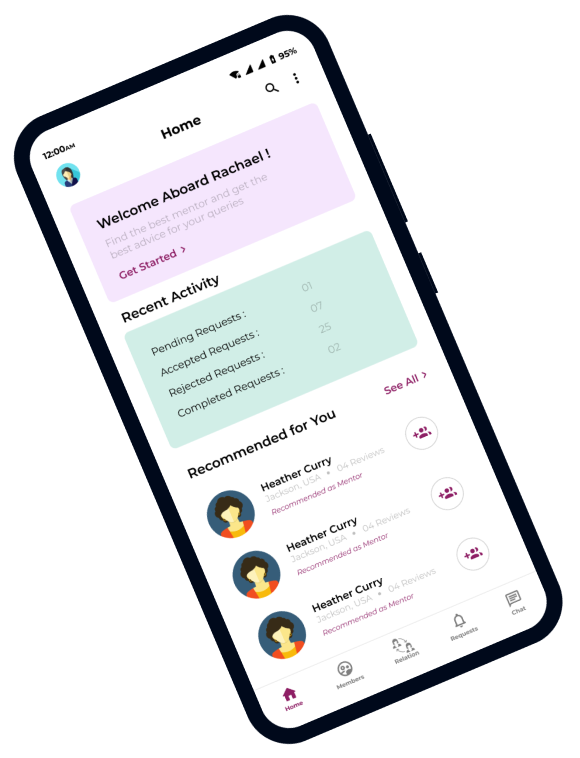 12:00AM
95%
Home
Welcome Aboard Rachael !
Find the best mentor and get the
best advice for your queries
Get Started >
Recent Activity
Pending Requests : 01
Accepted Requests : 07
Rejected Requests : 25
Completed Requests : 02
Recommended for You
See All >
Heather Curry
Jackson, USA • 04 Reviews
Recommended as Mentor
Heather Curry
Jackson, USA • 04 Reviews
Recommended as Mentor
Heather Curry
Jackson, USA • 04 Reviews
Recommended as Mentor
Home
Members
Relation
Requests
Chat